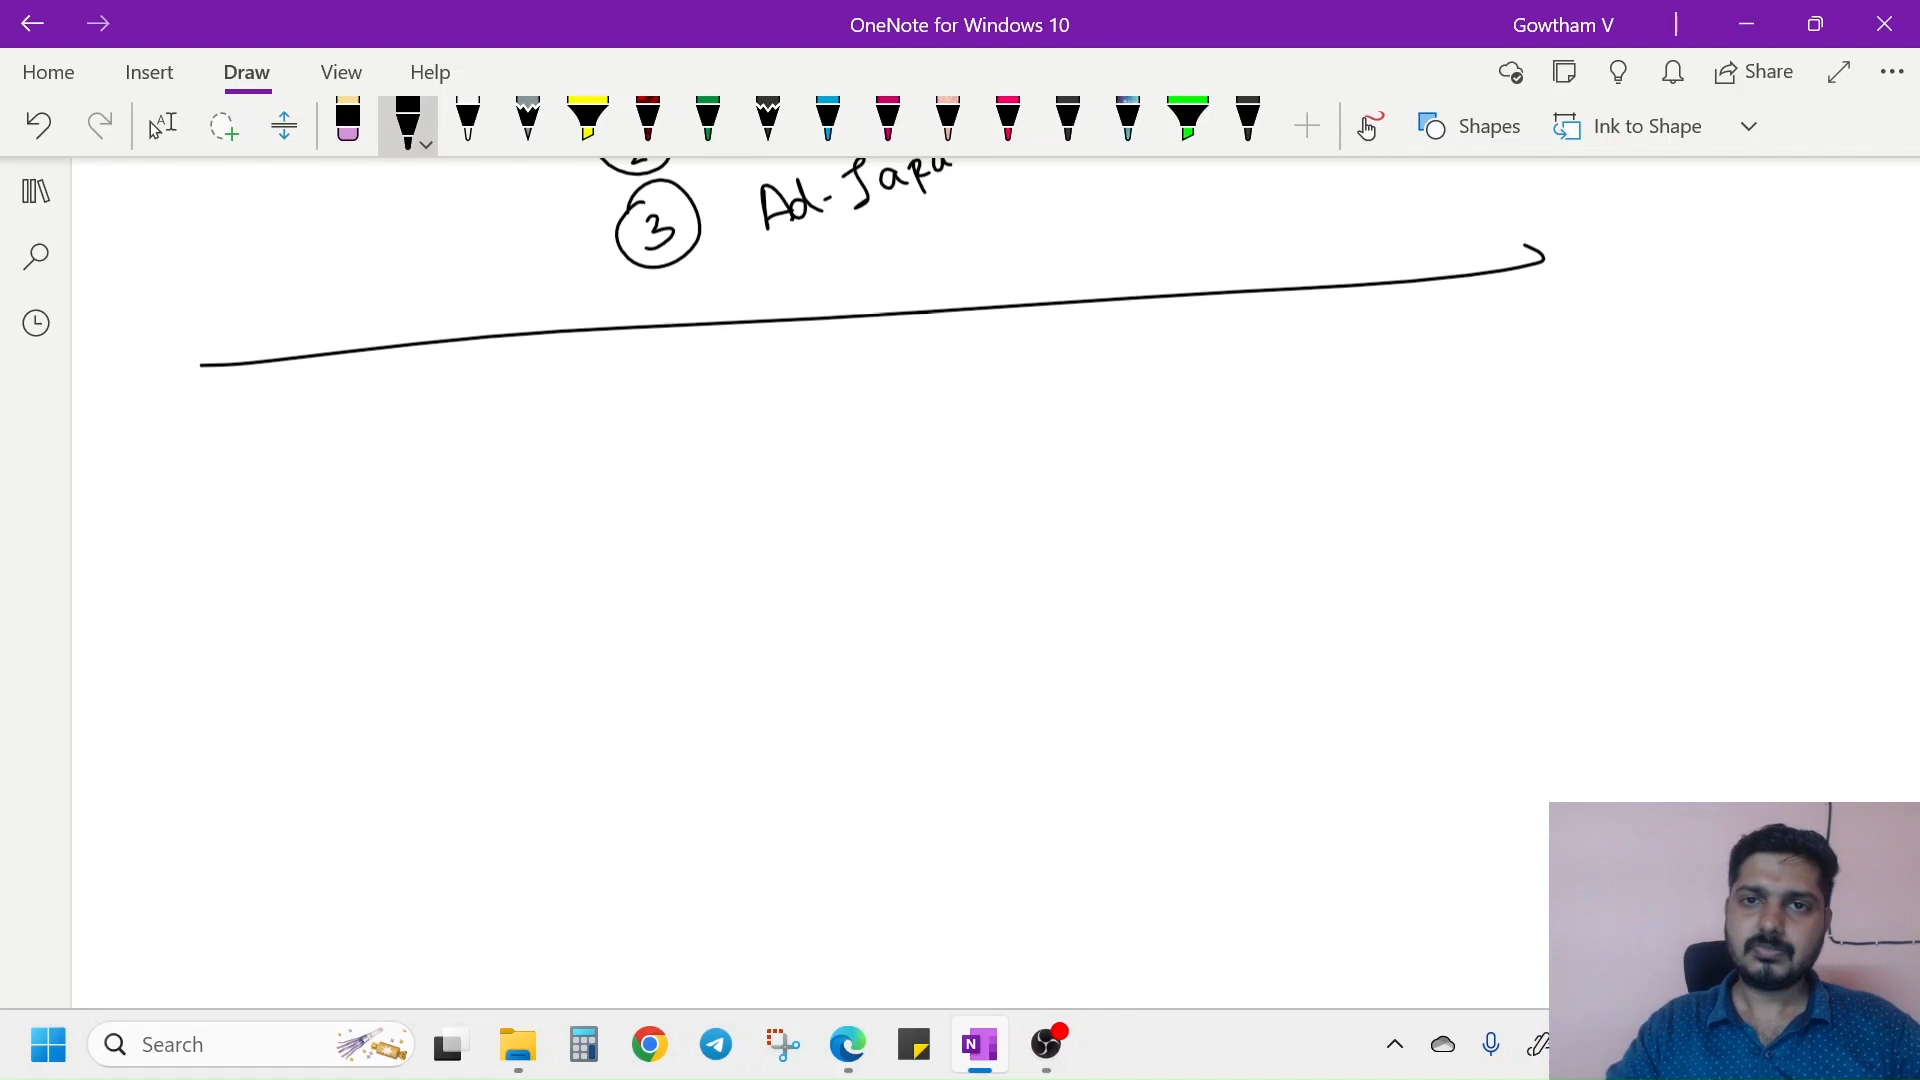 OneNote for Windows 10
Gowtham V
Home Insert Draw View Help
Share
Shapes
Ink to Shape
3 Ad-Japa
Search